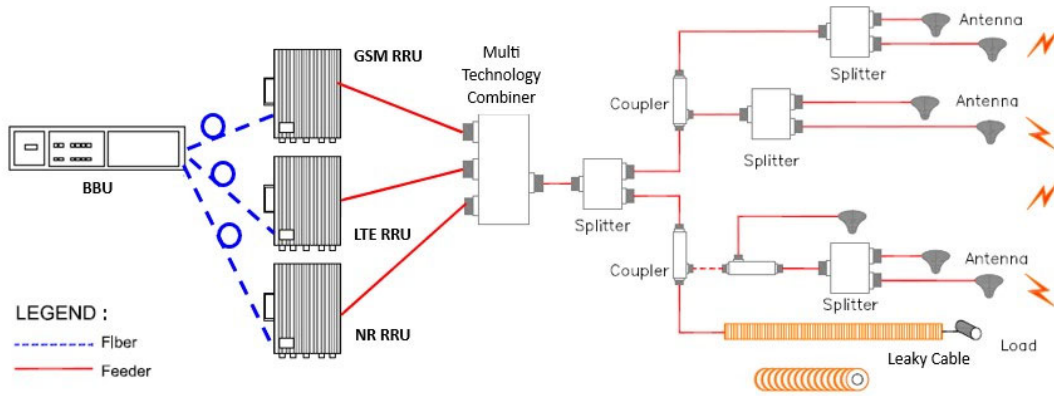 GSM RRU
Multi
Technology
Combiner
Antenna
Splitter
Coupler
Antenna
Splitter
BBU
Splitter
LTE RRU
Coupler
Antenna
Splitter
LEGEND :
Fiber
Feeder
NR RRU
Leaky Cable
Load